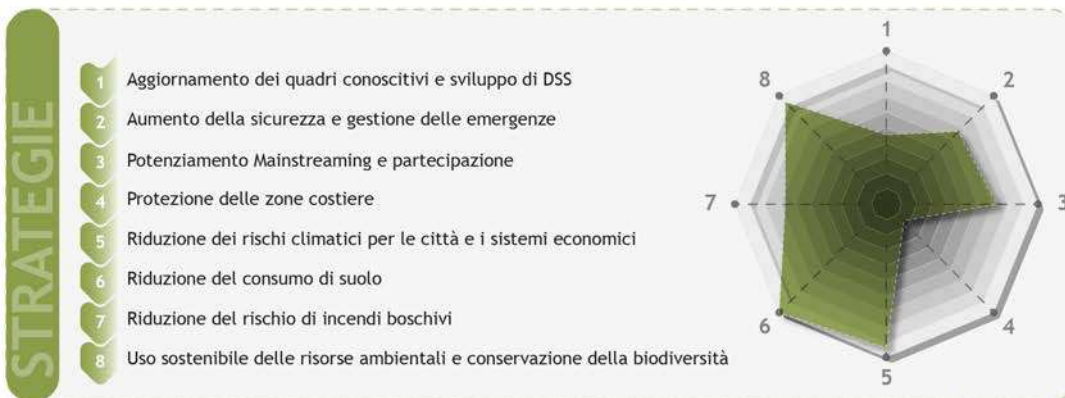 STRATEGIE
1 Aggiornamento dei quadri conoscitivi e sviluppo di DSS
2 Aumento della sicurezza e gestione delle emergenze
3 Potenziamento Mainstreaming e partecipazione
4 Protezione delle zone costiere
5 Riduzione dei rischi climatici per le città e i sistemi economici
6 Riduzione del consumo di suolo
7 Riduzione del rischio di incendi boschivi
8 Uso sostenibile delle risorse ambientali e conservazione della biodiversità
1
8 2
7 3
6 4
5